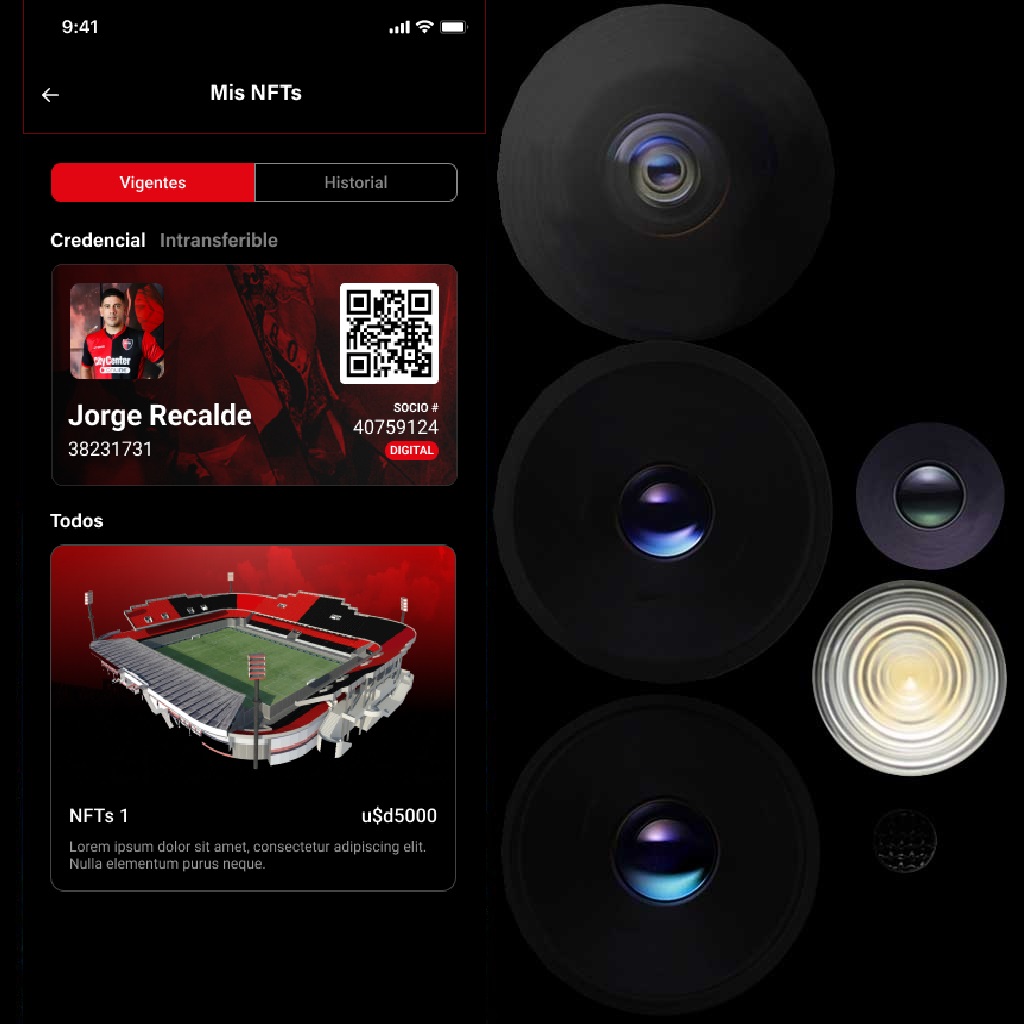 9:41
Mis NFTs
Vigentes
Historial
Credencial Intransferible
CityCenter
Jorge Recalde
38231731
SOCIO #
40759124
DIGITAL
Todos
NFTs 1
u$d5000
Lorem ipsum dolor sit amet, consectetur adipiscing elit.
Nulla elementum purus neque.